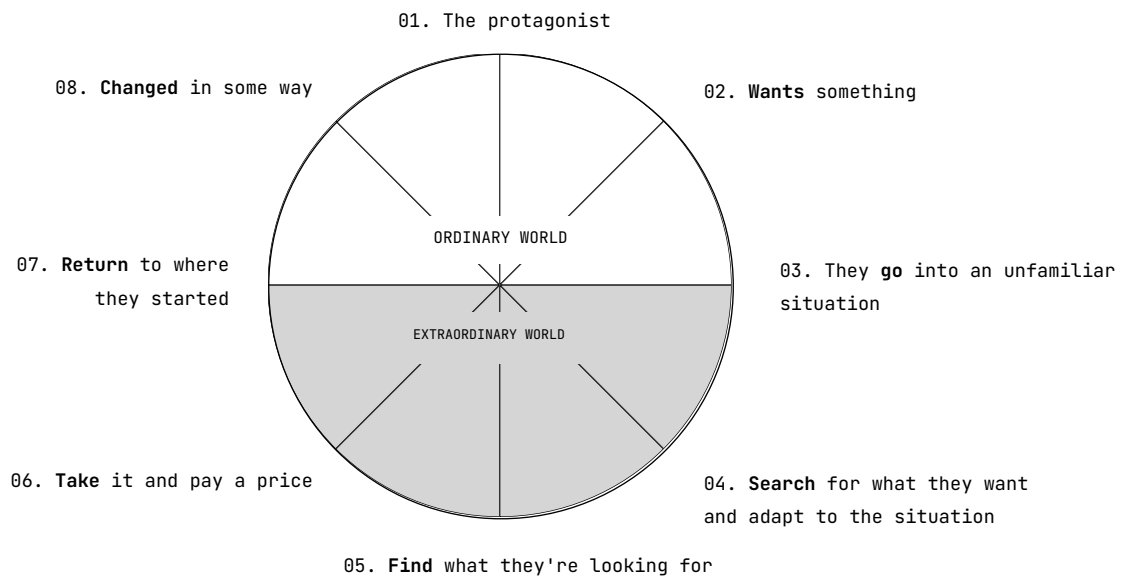 01. The protagonist
08. Changed in some way
02. Wants something
ORDINARY WORLD
07. Return to where
they started
03. They go into an unfamiliar
situation
EXTRAORDINARY WORLD
06. Take it and pay a price
04. Search for what they want
and adapt to the situation
05. Find what they're looking for